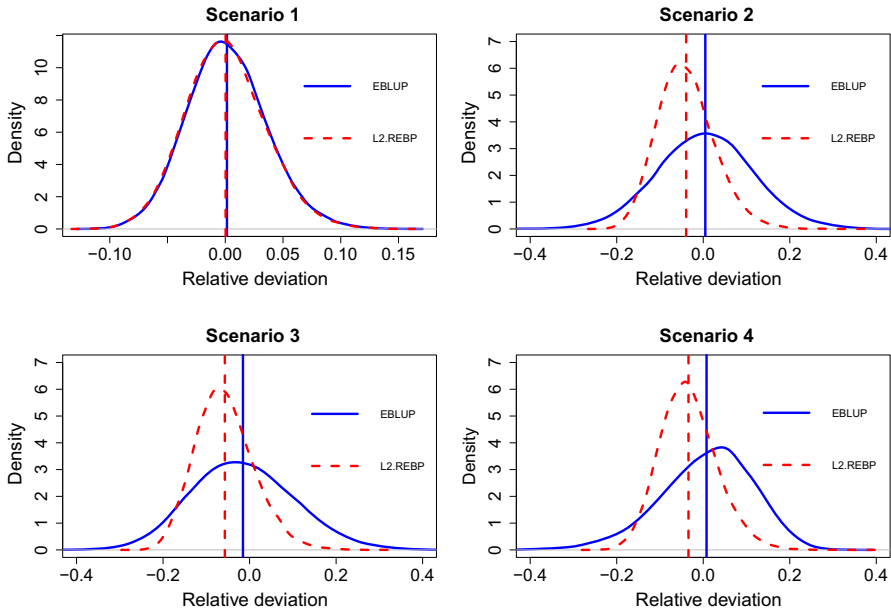 Scenario 1
Density
0 2 4 6 8 10
EBLUP
L2.REBP
−0.10 0.00 0.05 0.10 0.15
Relative deviation
Scenario 2
Density
0 1 2 3 4 5 6 7
EBLUP
L2.REBP
−0.4 −0.2 0.0 0.2 0.4
Relative deviation
Scenario 3
Density
0 1 2 3 4 5 6 7
EBLUP
L2.REBP
−0.4 −0.2 0.0 0.2 0.4
Relative deviation
Scenario 4
Density
0 1 2 3 4 5 6 7
EBLUP
L2.REBP
−0.4 −0.2 0.0 0.2 0.4
Relative deviation